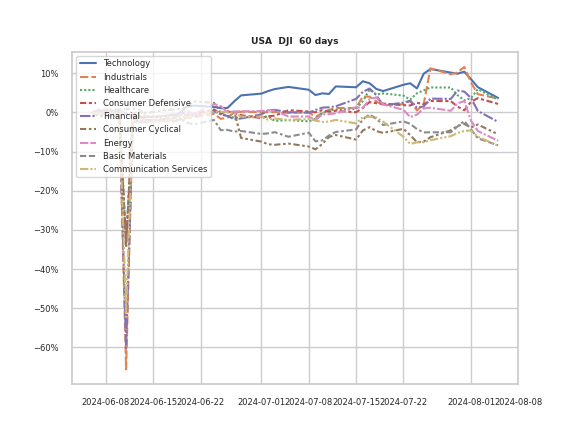 USA DJI 60 days
Technology
Industrials
Healthcare
Consumer Defensive
Financial
Consumer Cyclical
Energy
Basic Materials
Communication Services
10%
0%
−10%
−20%
−30%
−40%
−50%
−60%
2024-06-08 2024-06-15 2024-06-22 2024-07-01 2024-07-08 2024-07-15 2024-07-22 2024-08-01 2024-08-08